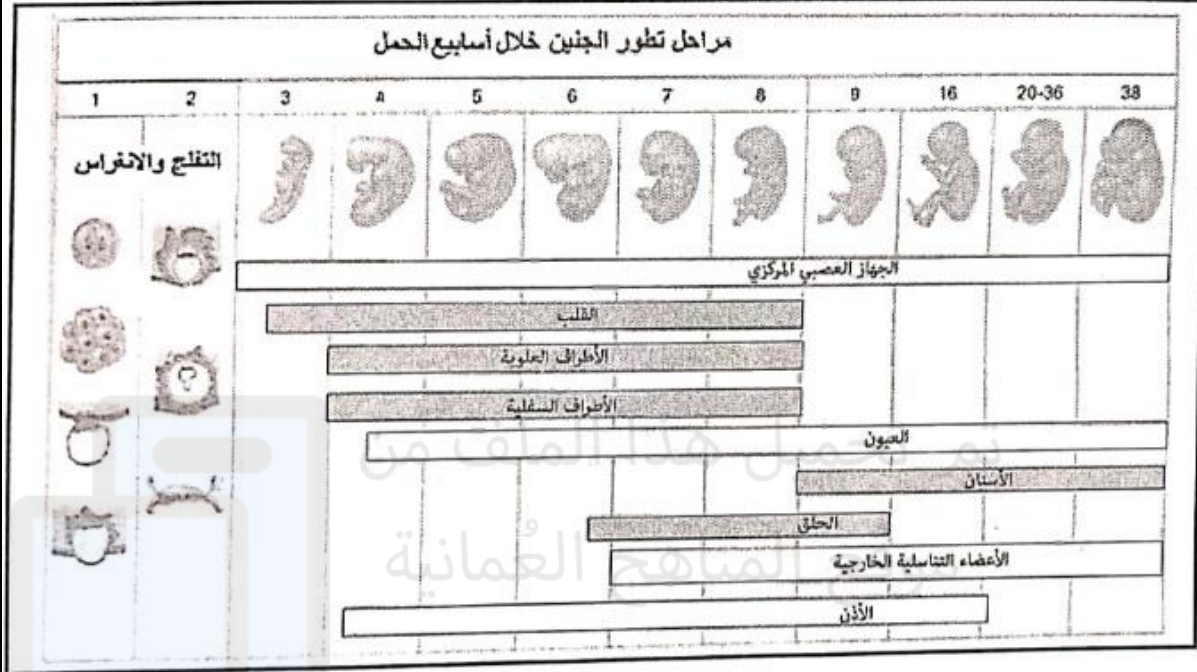 مراحل تطور الجنين خلال أسابيع الحمل
1 2 3 4 5 6 7 8 9 16 20-36 38
التفلج والانغراس
الجهاز العصبي المركزي
القلب
الأطراف العلوية
الأطراف السفلية
العيون
تم تحميل هذا الملف من
الأسنان
الحلق
المناهج العُمانية
الأعضاء التناسلية الخارجية
الأذن
?